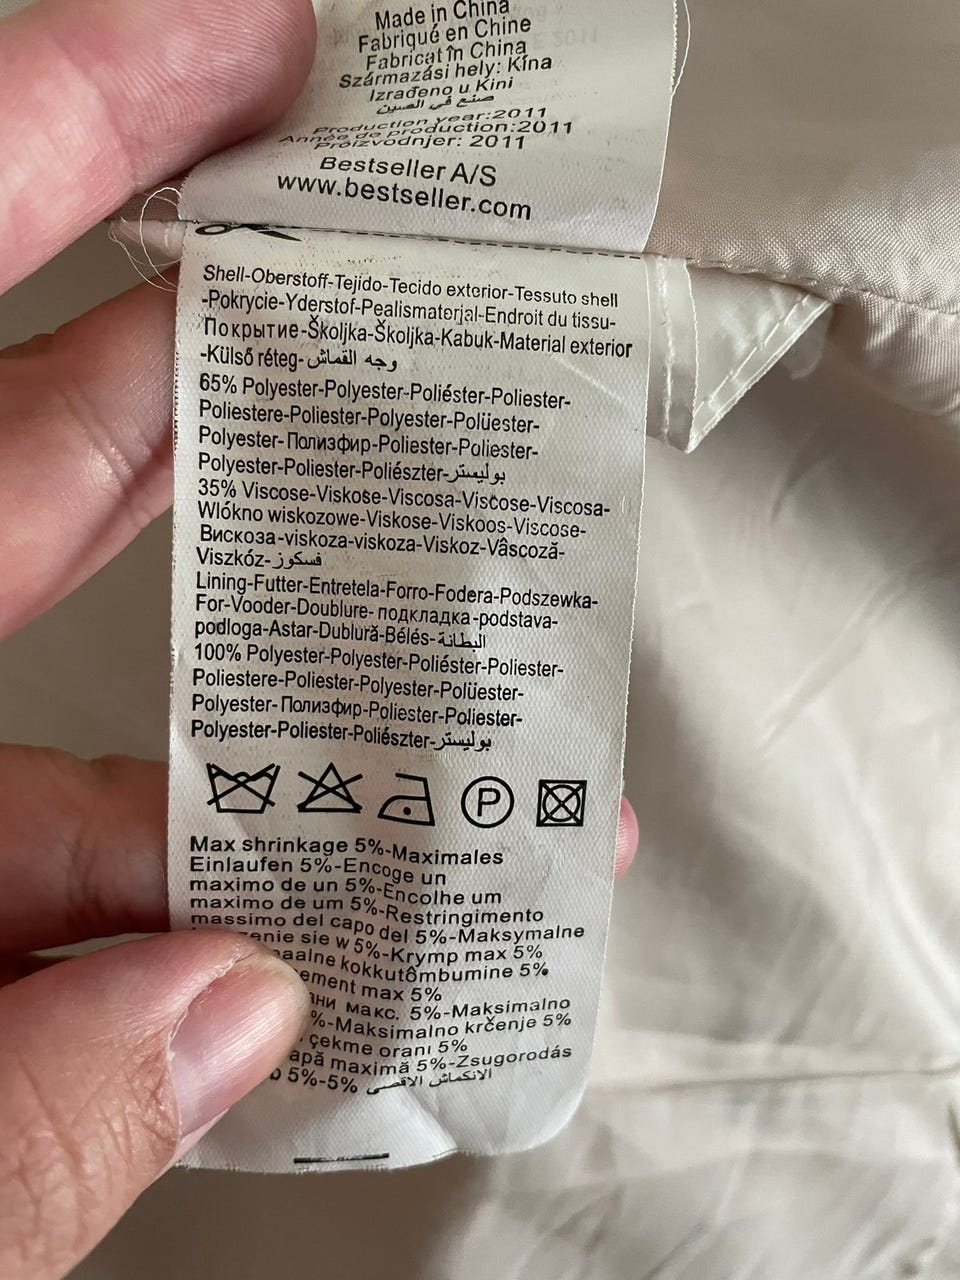 Made in China
Fabriqué en Chine
Fabricat în China
Származási hely: Kína
Izrađeno u Kini
صنع في الصين
Production year:2011
Année de production:2011
Proizvodnjer: 2011
Bestseller A/S
www.bestseller.com
Shell-Oberstoff-Tejido-Tecido exterior-Tessuto shell
-Pokrycie-Yderstof-Pealismaterjal-Endroit du tissu-
Покрытие-Školjka-Školjka-Kabuk-Material exterior
-Külső réteg-وجه القماش
65% Polyester-Polyester-Poliéster-Poliester-
Poliestere-Poliester-Polyester-Polüester-
Polyester-Полизфир-Poliester-Poliester-
Polyester-Poliester-Poliészter-بوليستر
35% Viscose-Viskose-Viscosa-Viscose-Viscosa-
Wlókno wiskozowe-Viskose-Viskoos-Viscose-
Вискоза-viskoza-viskoza-Viskoz-Vâscoză-
Viszkóz-فسكوز
Lining-Futter-Entretela-Forro-Fodera-Podszewka-
For-Vooder-Doublure-подкладка-podstava-
podloga-Astar-Dublură-Bélés-البطانة
100% Polyester-Polyester-Poliéster-Poliester-
Poliestere-Poliester-Polyester-Polüester-
Polyester-Полизфир-Poliester-Poliester-
Polyester-Poliester-Poliészter-بوليستر
P
Max shrinkage 5%-Maximales
Einlaufen 5%-Encoge un
maximo de un 5%-Encolhe um
maximo de um 5%-Restringimento
massimo del capo del 5%-Maksymalne
sie w 5%-Krymp max 5%
kokkutõmbumine 5%
max 5%
макс. 5%-Maksimalno
%-Maksimalno krčenje 5%
çekme oranı 5%
maximă 5%-Zsugorodás
5%-5% الانكماش الاقصى